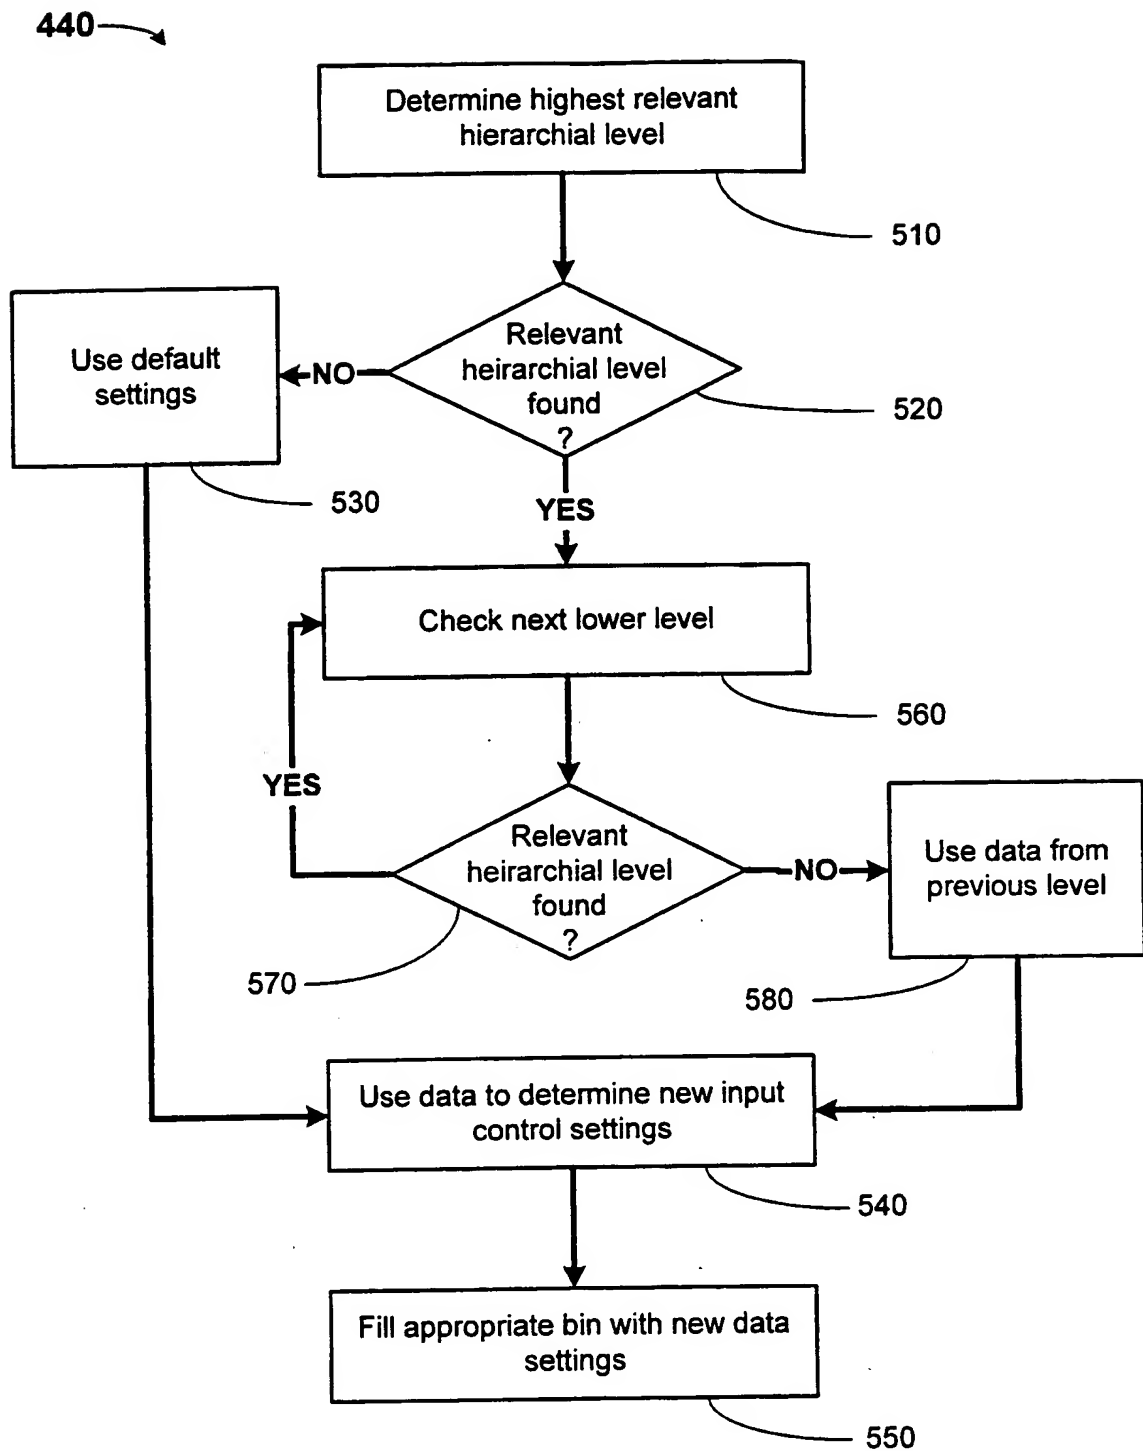 440
Determine highest relevant
hierarchial level
510
Relevant
heirarchial level
found
?
NO
Use default
settings
520
530
YES
Check next lower level
560
YES
Relevant
heirarchial level
found
?
NO
Use data from
previous level
570
580
Use data to determine new input
control settings
540
Fill appropriate bin with new data
settings
550